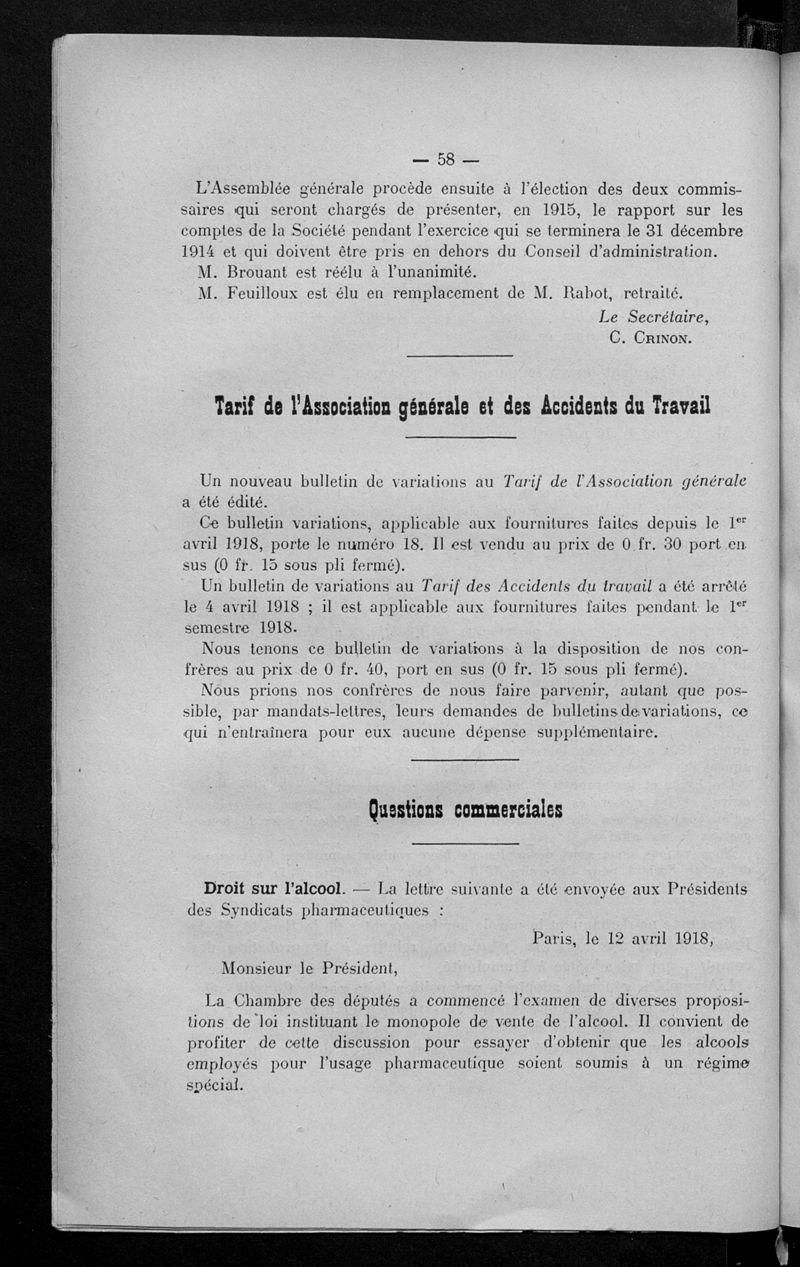 — 58 —
L'Assemblée générale procède ensuite à l'élection des deux commis-
saires qui seront chargés de présenter, en 1915, le rapport sur les
comptes de la Société pendant l'exercice qui se terminera le 31 décembre
1914 et qui doivent être pris en dehors du Conseil d'administration.
M. Brouant est réélu à l'unanimité.
M. Feuilloux est élu en remplacement de M. Rabot, retraité.
Le Secrétaire,
C. CRINON.
Tarif de l'Association générale et des Accidents du Travail
Un nouveau bulletin de variations au Tarif de l'Association générale
a été édité.
Ce bulletin variations, applicable aux fournitures faites depuis le 1er
avril 1918, porte le numéro 18. Il est vendu au prix de 0 fr. 30 port en
sus (0 fr. 15 sous pli fermé).
Un bulletin de variations au Tarif des Accidents du travail a été arrêté
le 4 avril 1918 ; il est applicable aux fournitures faites pendant le 1er
semestre 1918.
Nous tenons ce bulletin de variations à la disposition de nos con-
frères au prix de 0 fr. 40, port en sus (0 fr. 15 sous pli fermé).
Nous prions nos confrères de nous faire parvenir, autant que pos-
sible, par mandats-lettres, leurs demandes de bulletins de variations, ce
qui n'entraînera pour eux aucune dépense supplémentaire.
Questions commerciales
Droit sur l'alcool. — La lettre suivante a été envoyée aux Présidents
des Syndicats pharmaceutiques :
Paris, le 12 avril 1918,
Monsieur le Président,
La Chambre des députés a commencé l'examen de diverses proposi-
tions de loi instituant le monopole de vente de l'alcool. Il convient de
profiter de cette discussion pour essayer d'obtenir que les alcools
employés pour l'usage pharmaceutique soient soumis à un régime
spécial.